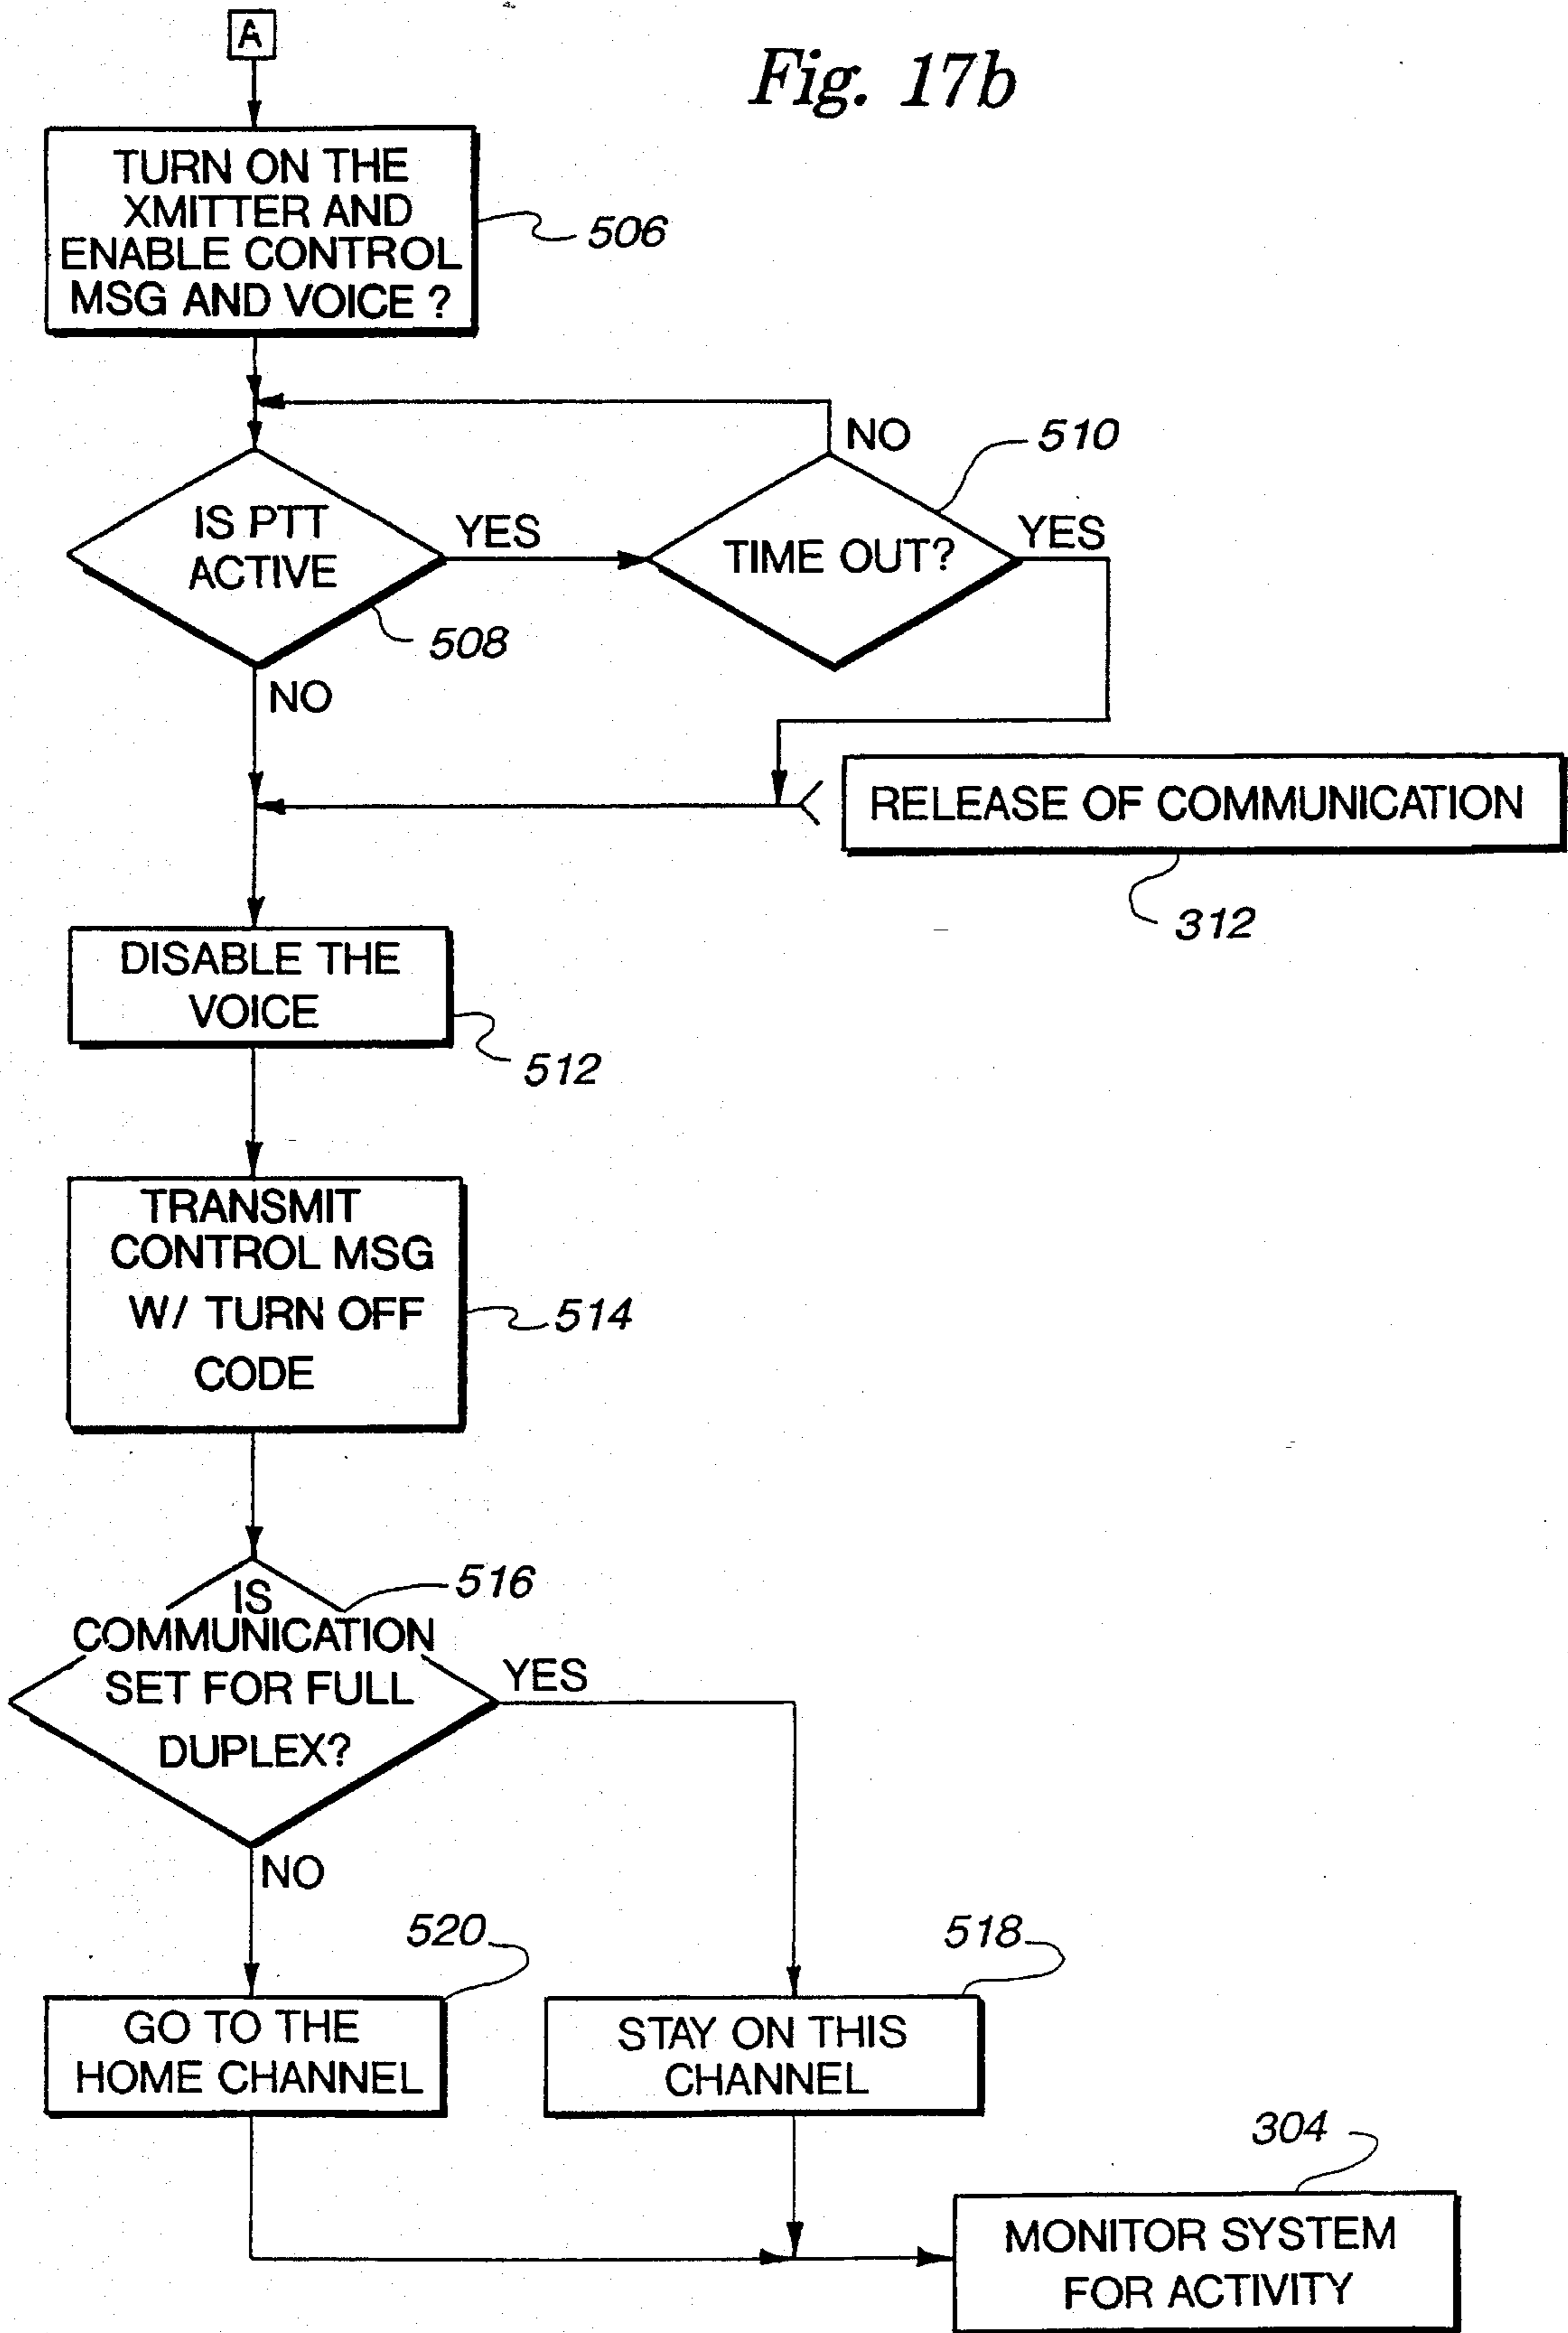 A
Fig. 17b
TURN ON THE
XMITTER AND
ENABLE CONTROL
MSG AND VOICE ?
506
NO
510
IS PTT
ACTIVE
YES
TIME OUT?
YES
508
NO
RELEASE OF COMMUNICATION
312
DISABLE THE
VOICE
512
TRANSMIT
CONTROL MSG
W/ TURN OFF
CODE
514
IS
COMMUNICATION
SET FOR FULL
DUPLEX?
516
YES
NO
520
518
GO TO THE
HOME CHANNEL
STAY ON THIS
CHANNEL
304
MONITOR SYSTEM
FOR ACTIVITY